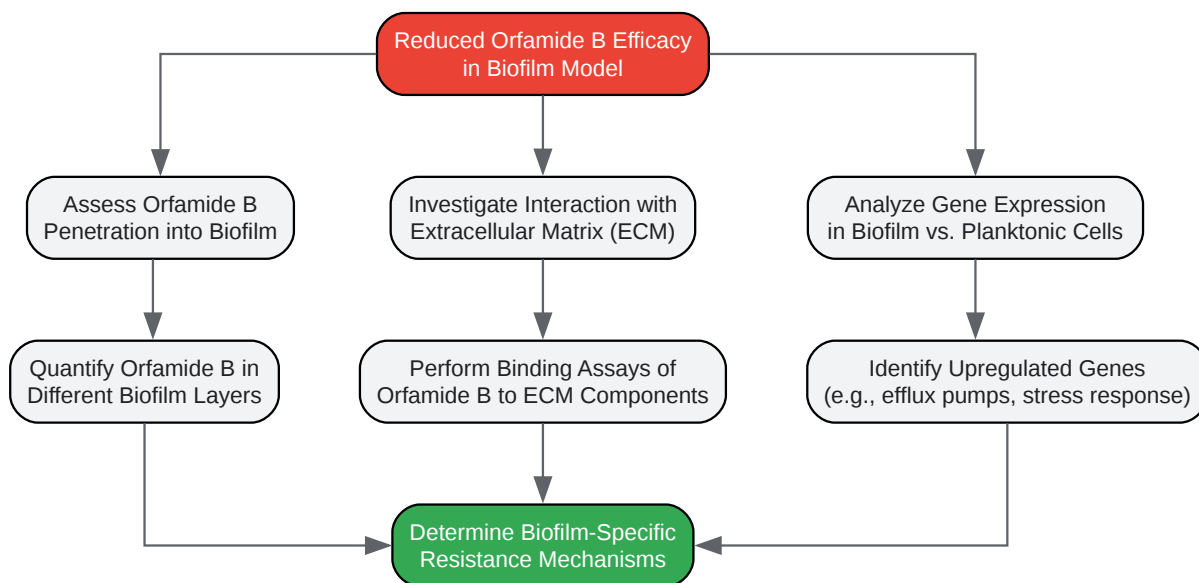 Reduced Orfamide B Efficacy
in Biofilm Model
Assess Orfamide B
Penetration into Biofilm
Investigate Interaction with
Extracellular Matrix (ECM)
Analyze Gene Expression
in Biofilm vs. Planktonic Cells
Quantify Orfamide B in
Different Biofilm Layers
Perform Binding Assays of
Orfamide B to ECM Components
Identify Upregulated Genes
(e.g., efflux pumps, stress response)
Determine Biofilm-Specific
Resistance Mechanisms